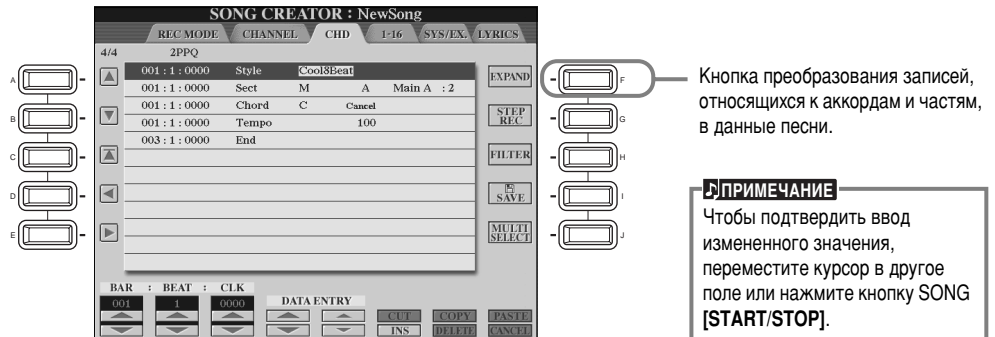 SONG CREATOR : NewSong
REC MODE CHANNEL CHD 1-16 SYS/EX. LYRICS
4/4 2PPQ
001 : 1 : 0000 Style Cool8Beat
001 : 1 : 0000 Sect M A Main A : 2
001 : 1 : 0000 Chord C Cancel
001 : 1 : 0000 Tempo 100
003 : 1 : 0000 End
EXPAND
STEP
REC
FILTER
SAVE
MULTI
SELECT
A
B
C
D
E
F
G
H
I
J
BAR : BEAT : CLK
001 1 0000 DATA ENTRY
CUT COPY PASTE
INS DELETE CANCEL
Кнопка преобразования записей,
относящихся к аккордам и частям,
в данные песни.
ПРИМЕЧАНИЕ
Чтобы подтвердить ввод
измененного значения,
переместите курсор в другое
поле или нажмите кнопку SONG
[START/STOP].